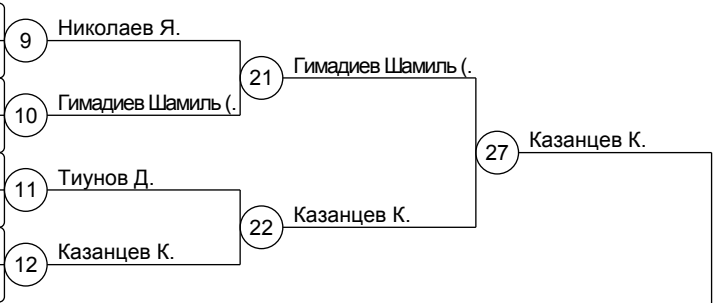 9 Николаев Я.
21 Гимадиев Шамиль (.
10 Гимадиев Шамиль (.
27 Казанцев К.
11 Тиунов Д.
22 Казанцев К.
12 Казанцев К.